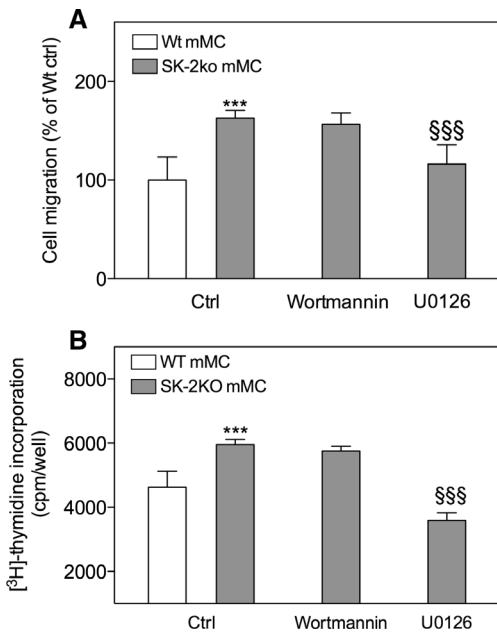 A
Wt mMC
SK-2ko mMC
Cell migration (% of Wt ctrl)
200
100
0
***
§§§
Ctrl Wortmannin U0126
B
WT mMC
SK-2KO mMC
[³H]-thymidine incorporation
(cpm/well)
8000
6000
4000
2000
***
§§§
Ctrl Wortmannin U0126